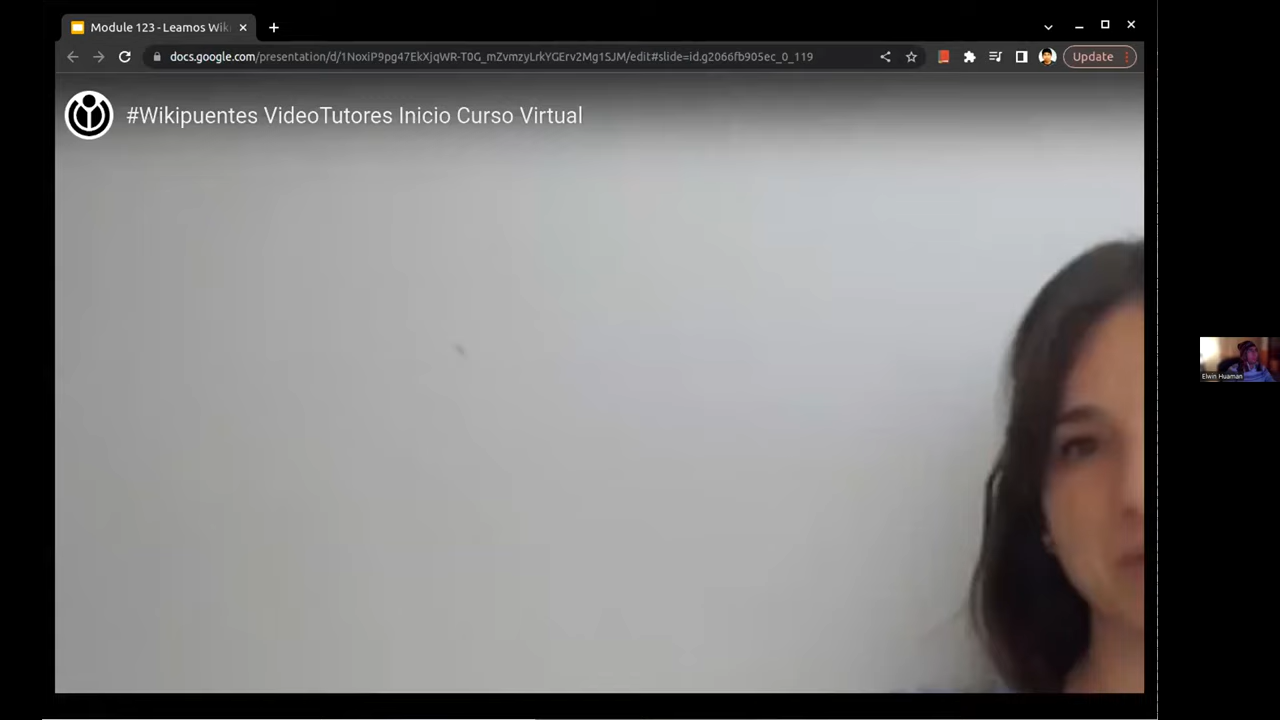 Module 123 - Leamos Wiki
Update
docs.google.com/presentation/d/1NoxiP9pg47EkXjqWR-T0G_mZvmzyLrkYGErv2Mg1SJM/edit#slide=id.g2066fb905ec_0_119
#Wikipuentes VideoTutores Inicio Curso Virtual
Elwin Huaman